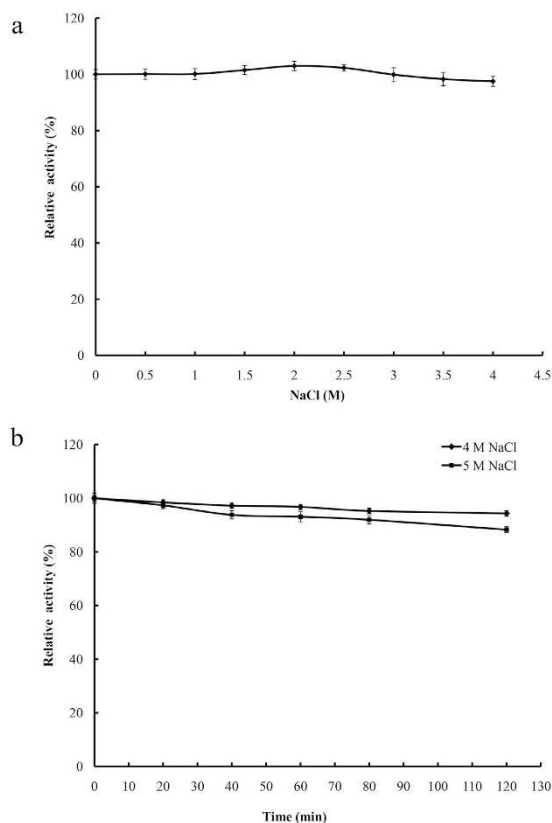 a
120
100
80
60
40
20
0
Relative activity (%)
0 0.5 1 1.5 2 2.5 3 3.5 4 4.5
NaCl (M)
b
120
100
80
60
40
20
0
Relative activity (%)
4 M NaCl
5 M NaCl
0 10 20 30 40 50 60 70 80 90 100 110 120 130
Time (min)